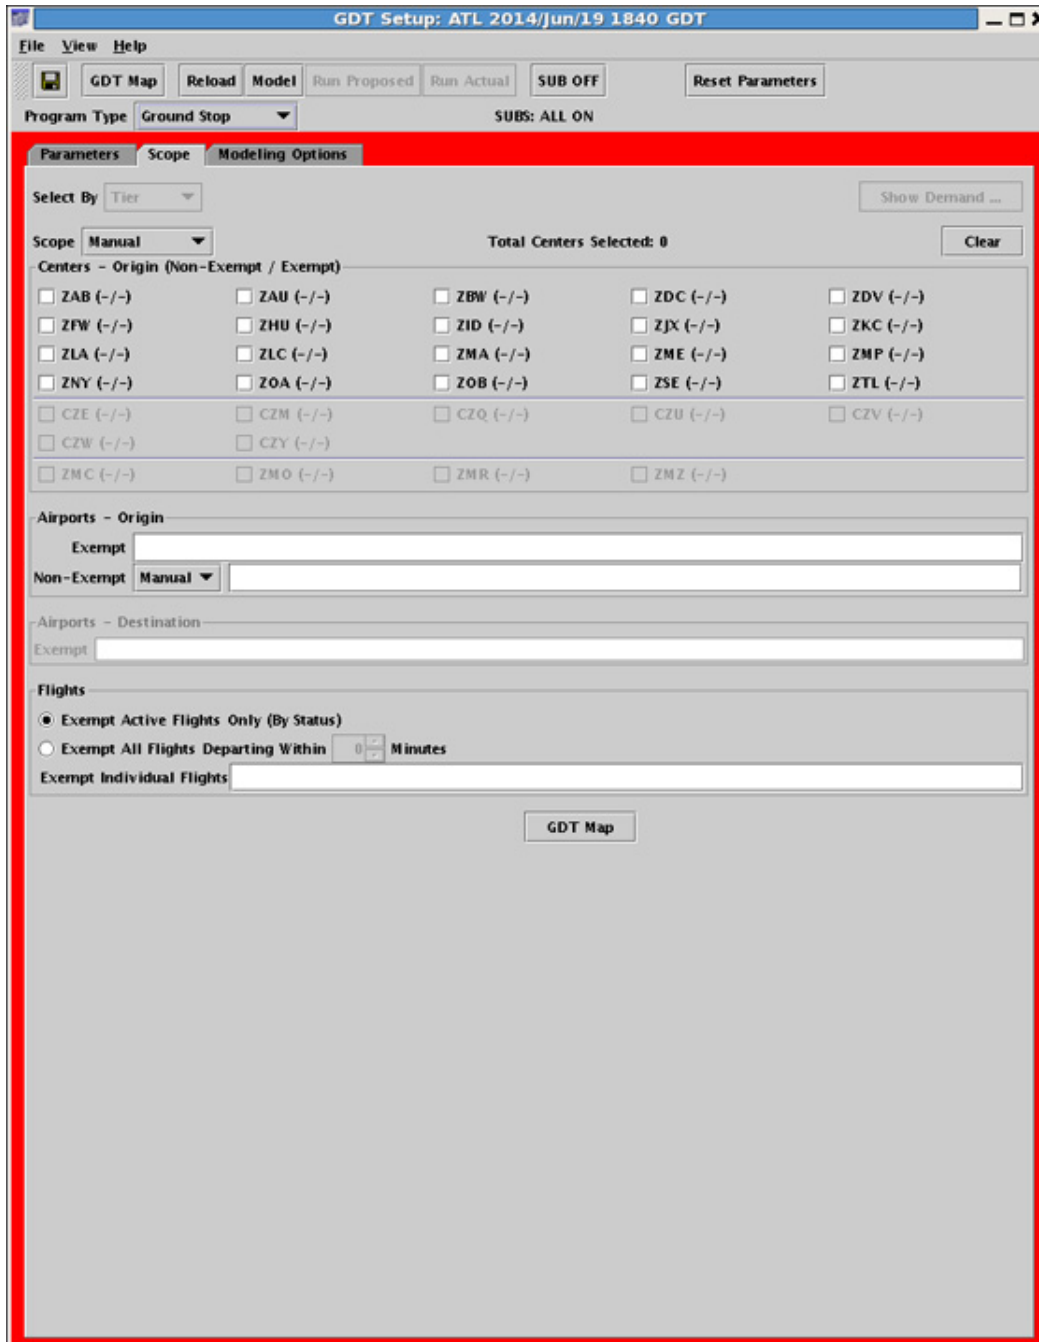 GDT Setup: ATL 2014/Jun/19 1840 GDT
File View Help
GDT Map Reload Model Run Proposed Run Actual SUB OFF Reset Parameters
Program Type Ground Stop SUBS: ALL ON
Parameters Scope Modeling Options
Select By Tier Show Demand ...
Scope Manual Total Centers Selected: 0 Clear
Centers - Origin (Non-Exempt / Exempt)
ZAB (-/-) ZAU (-/-) ZBW (-/-) ZDC (-/-) ZDV (-/-)
ZFW (-/-) ZHU (-/-) ZID (-/-) ZJX (-/-) ZKC (-/-)
ZLA (-/-) ZLC (-/-) ZMA (-/-) ZME (-/-) ZMP (-/-)
ZNY (-/-) ZOA (-/-) ZOB (-/-) ZSE (-/-) ZTL (-/-)
CZE (-/-) CZM (-/-) CZQ (-/-) CZU (-/-) CZV (-/-)
CZW (-/-) CZY (-/-)
ZMC (-/-) ZMO (-/-) ZMR (-/-) ZMZ (-/-)
Airports - Origin
Exempt
Non-Exempt Manual
Airports - Destination
Exempt
Flights
Exempt Active Flights Only (By Status)
Exempt All Flights Departing Within 0 Minutes
Exempt Individual Flights
GDT Map